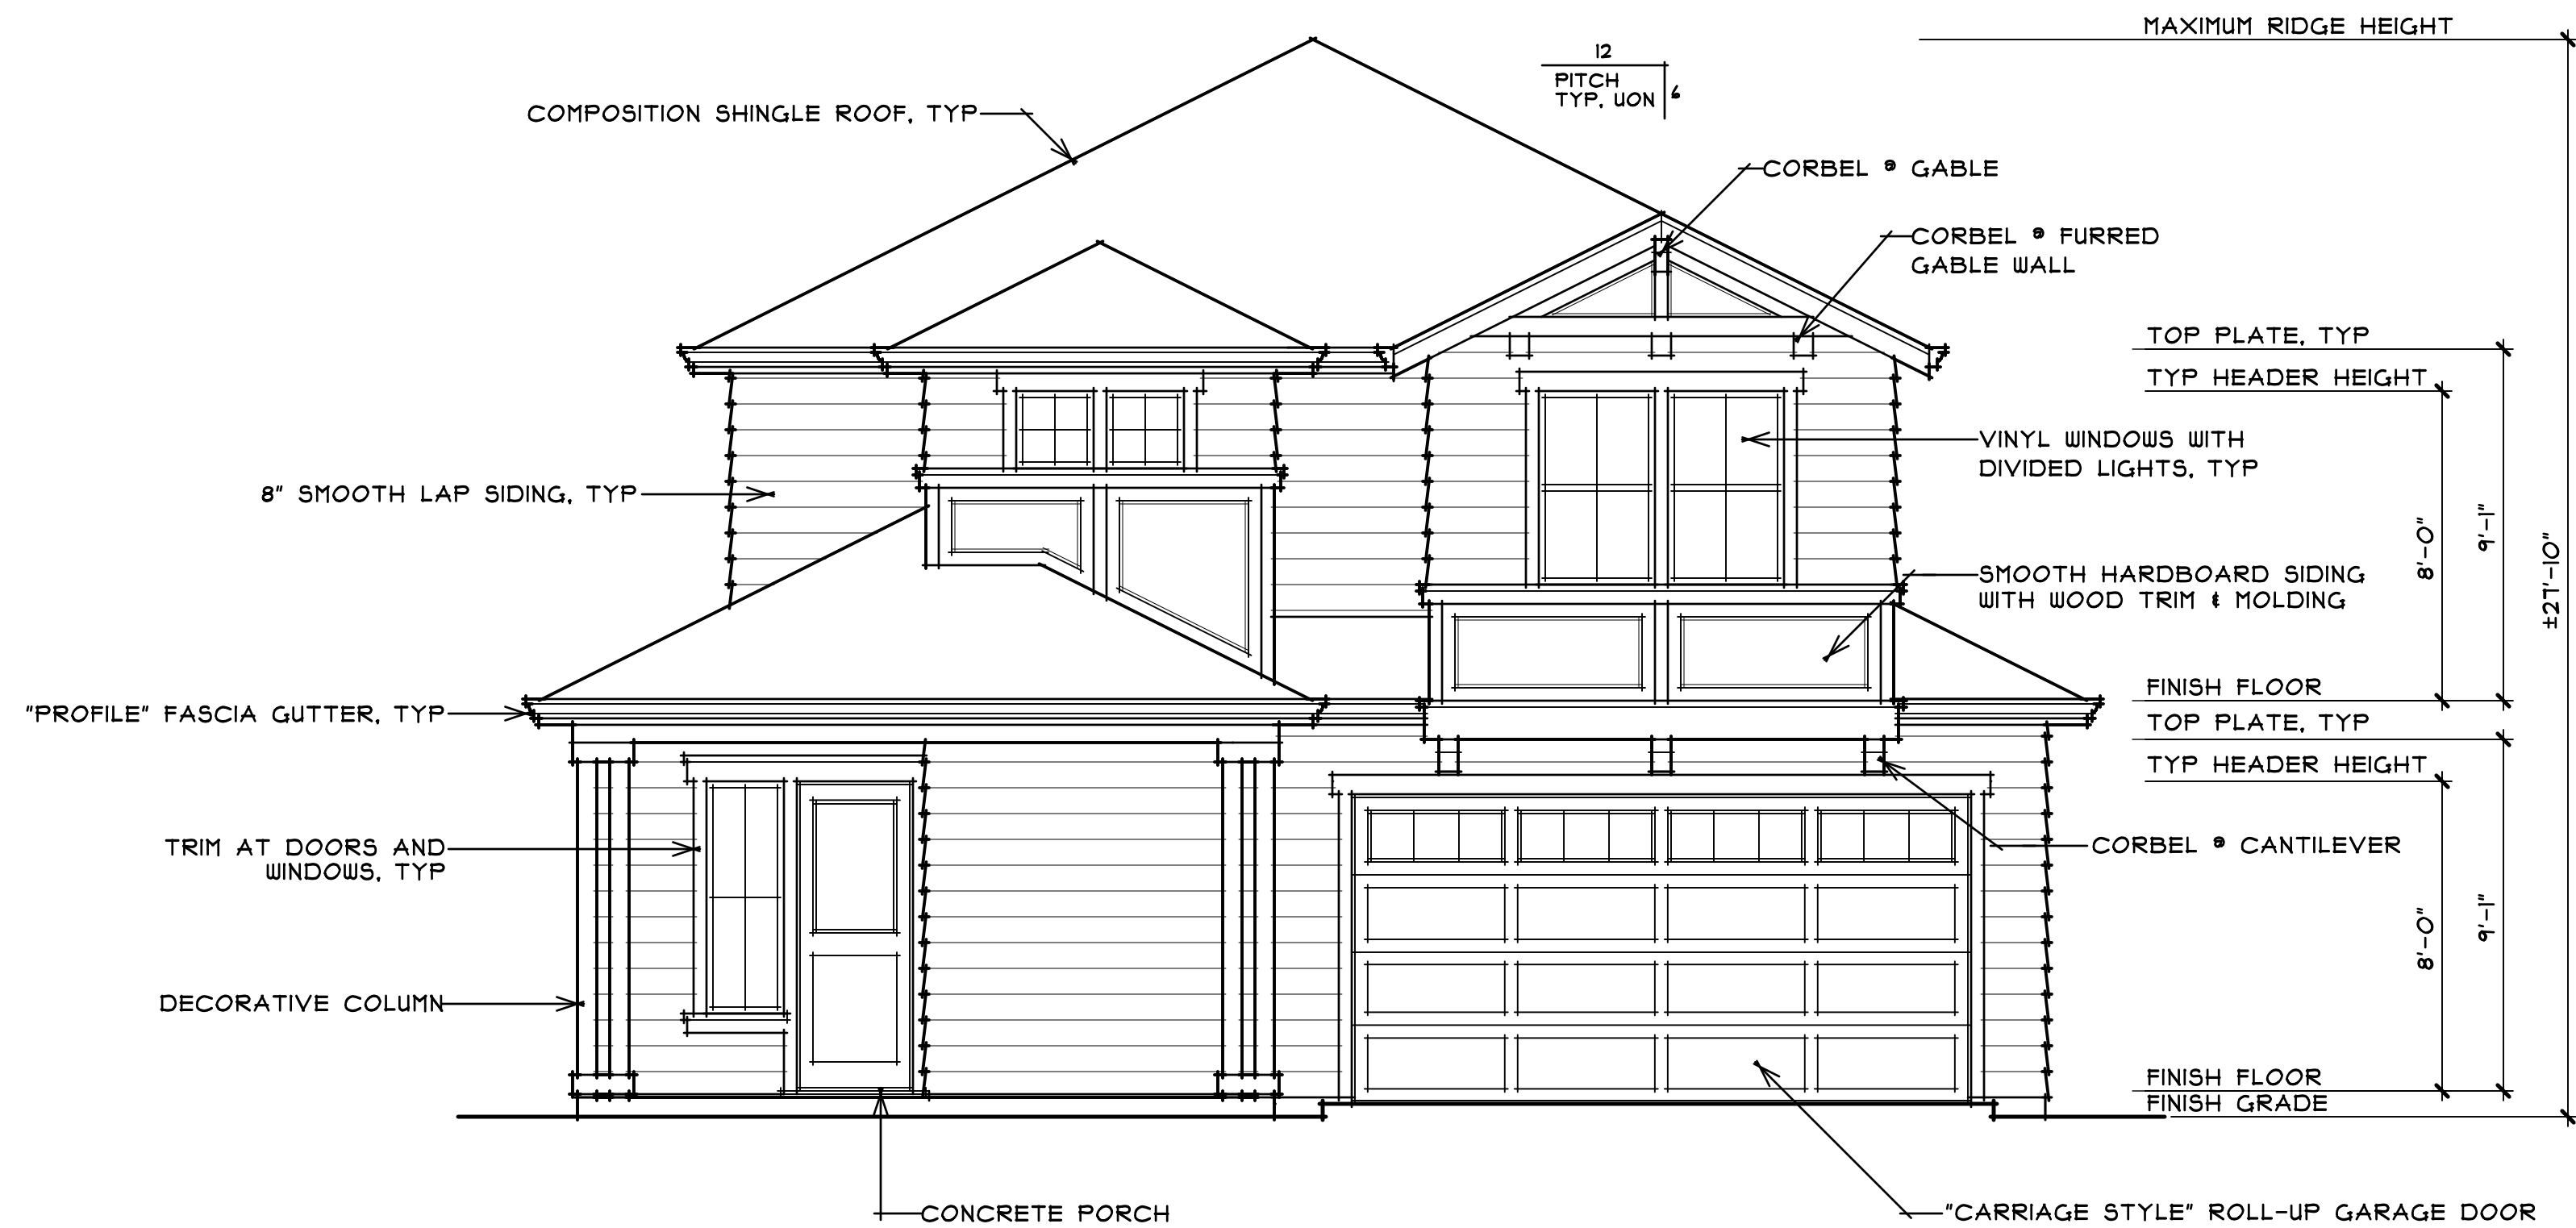 MAXIMUM RIDGE HEIGHT
12
PITCH
TYP, UON
6
COMPOSITION SHINGLE ROOF, TYP
CORBEL @ GABLE
CORBEL @ FURRED
GABLE WALL
TOP PLATE, TYP
TYP HEADER HEIGHT
VINYL WINDOWS WITH
DIVIDED LIGHTS, TYP
8" SMOOTH LAP SIDING, TYP
8'-0"
9'-1"
±27'-10"
SMOOTH HARDBOARD SIDING
WITH WOOD TRIM & MOLDING
FINISH FLOOR
"PROFILE" FASCIA GUTTER, TYP
TOP PLATE, TYP
TYP HEADER HEIGHT
TRIM AT DOORS AND
WINDOWS, TYP
CORBEL @ CANTILEVER
8'-0"
9'-1"
DECORATIVE COLUMN
FINISH FLOOR
FINISH GRADE
CONCRETE PORCH
"CARRIAGE STYLE" ROLL-UP GARAGE DOOR